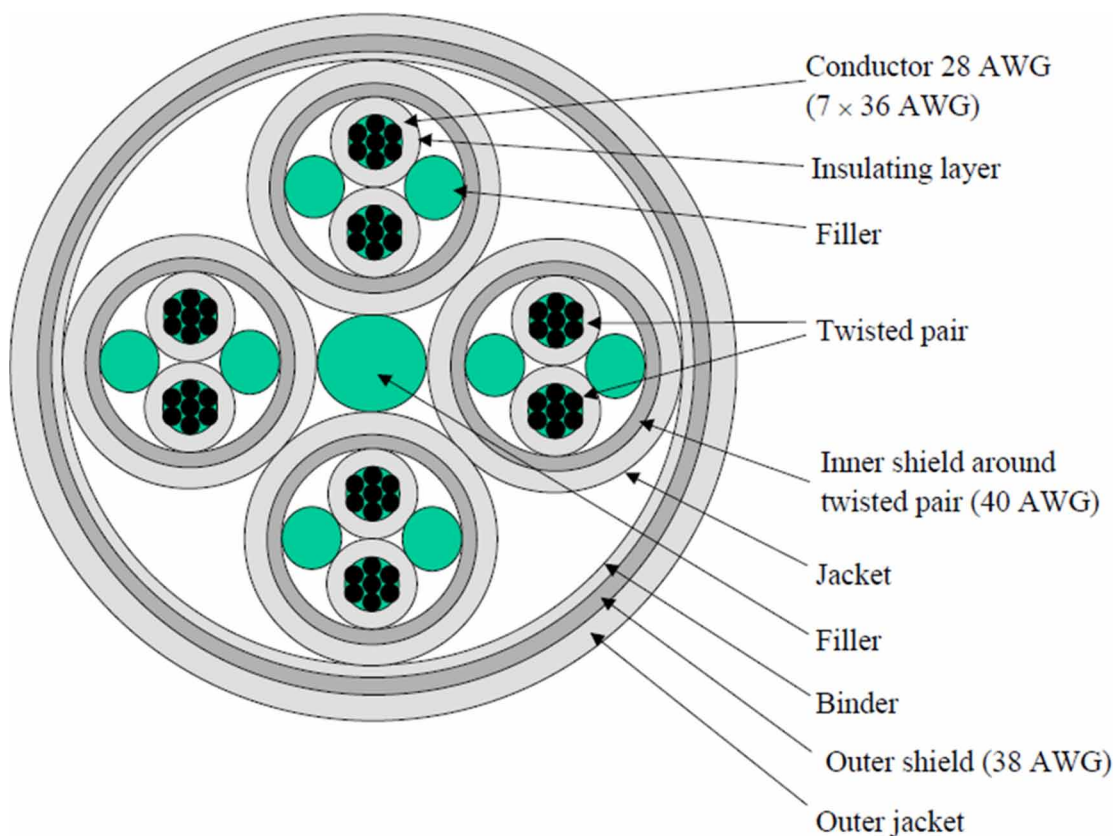 Conductor 28 AWG
(7 × 36 AWG)
Insulating layer
Filler
Twisted pair
Inner shield around
twisted pair (40 AWG)
Jacket
Filler
Binder
Outer shield (38 AWG)
Outer jacket